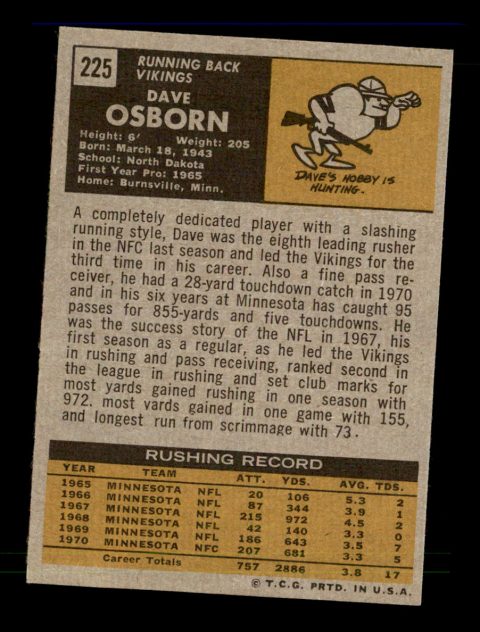 225
RUNNING BACK
VIKINGS
DAVE
OSBORN
Height: 6' Weight: 205
Born: March 18, 1943
School: North Dakota
First Year Pro: 1965
Home: Burnsville, Minn.
DAVE'S HOBBY IS
HUNTING.
A completely dedicated player with a slashing
running style, Dave was the eighth leading rusher
in the NFC last season and led the Vikings for the
third time in his career. Also a fine pass re-
ceiver, he had a 28-yard touchdown catch in 1970
and in his six years at Minnesota has caught 95
passes for 855-yards and five touchdowns. He
was the success story of the NFL in 1967, his
first season as a regular, as he led the Vikings
in rushing and pass receiving, ranked second in
the league in rushing and set club marks for
most yards gained rushing in one season with
972. most yards gained in one game with 155,
and longest run from scrimmage with 73.
RUSHING RECORD
YEAR TEAM ATT. YDS. AVG. TDS.
1965 MINNESOTA NFL 20 106 5.3 2
1966 MINNESOTA NFL 87 344 3.9 1
1967 MINNESOTA NFL 215 972 4.5 2
1968 MINNESOTA NFL 42 140 3.3 0
1969 MINNESOTA NFL 186 643 3.5 7
1970 MINNESOTA NFC 207 681 3.3 5
Career Totals 757 2886 3.8 17
© T.C.G. PRTD. IN U.S.A.